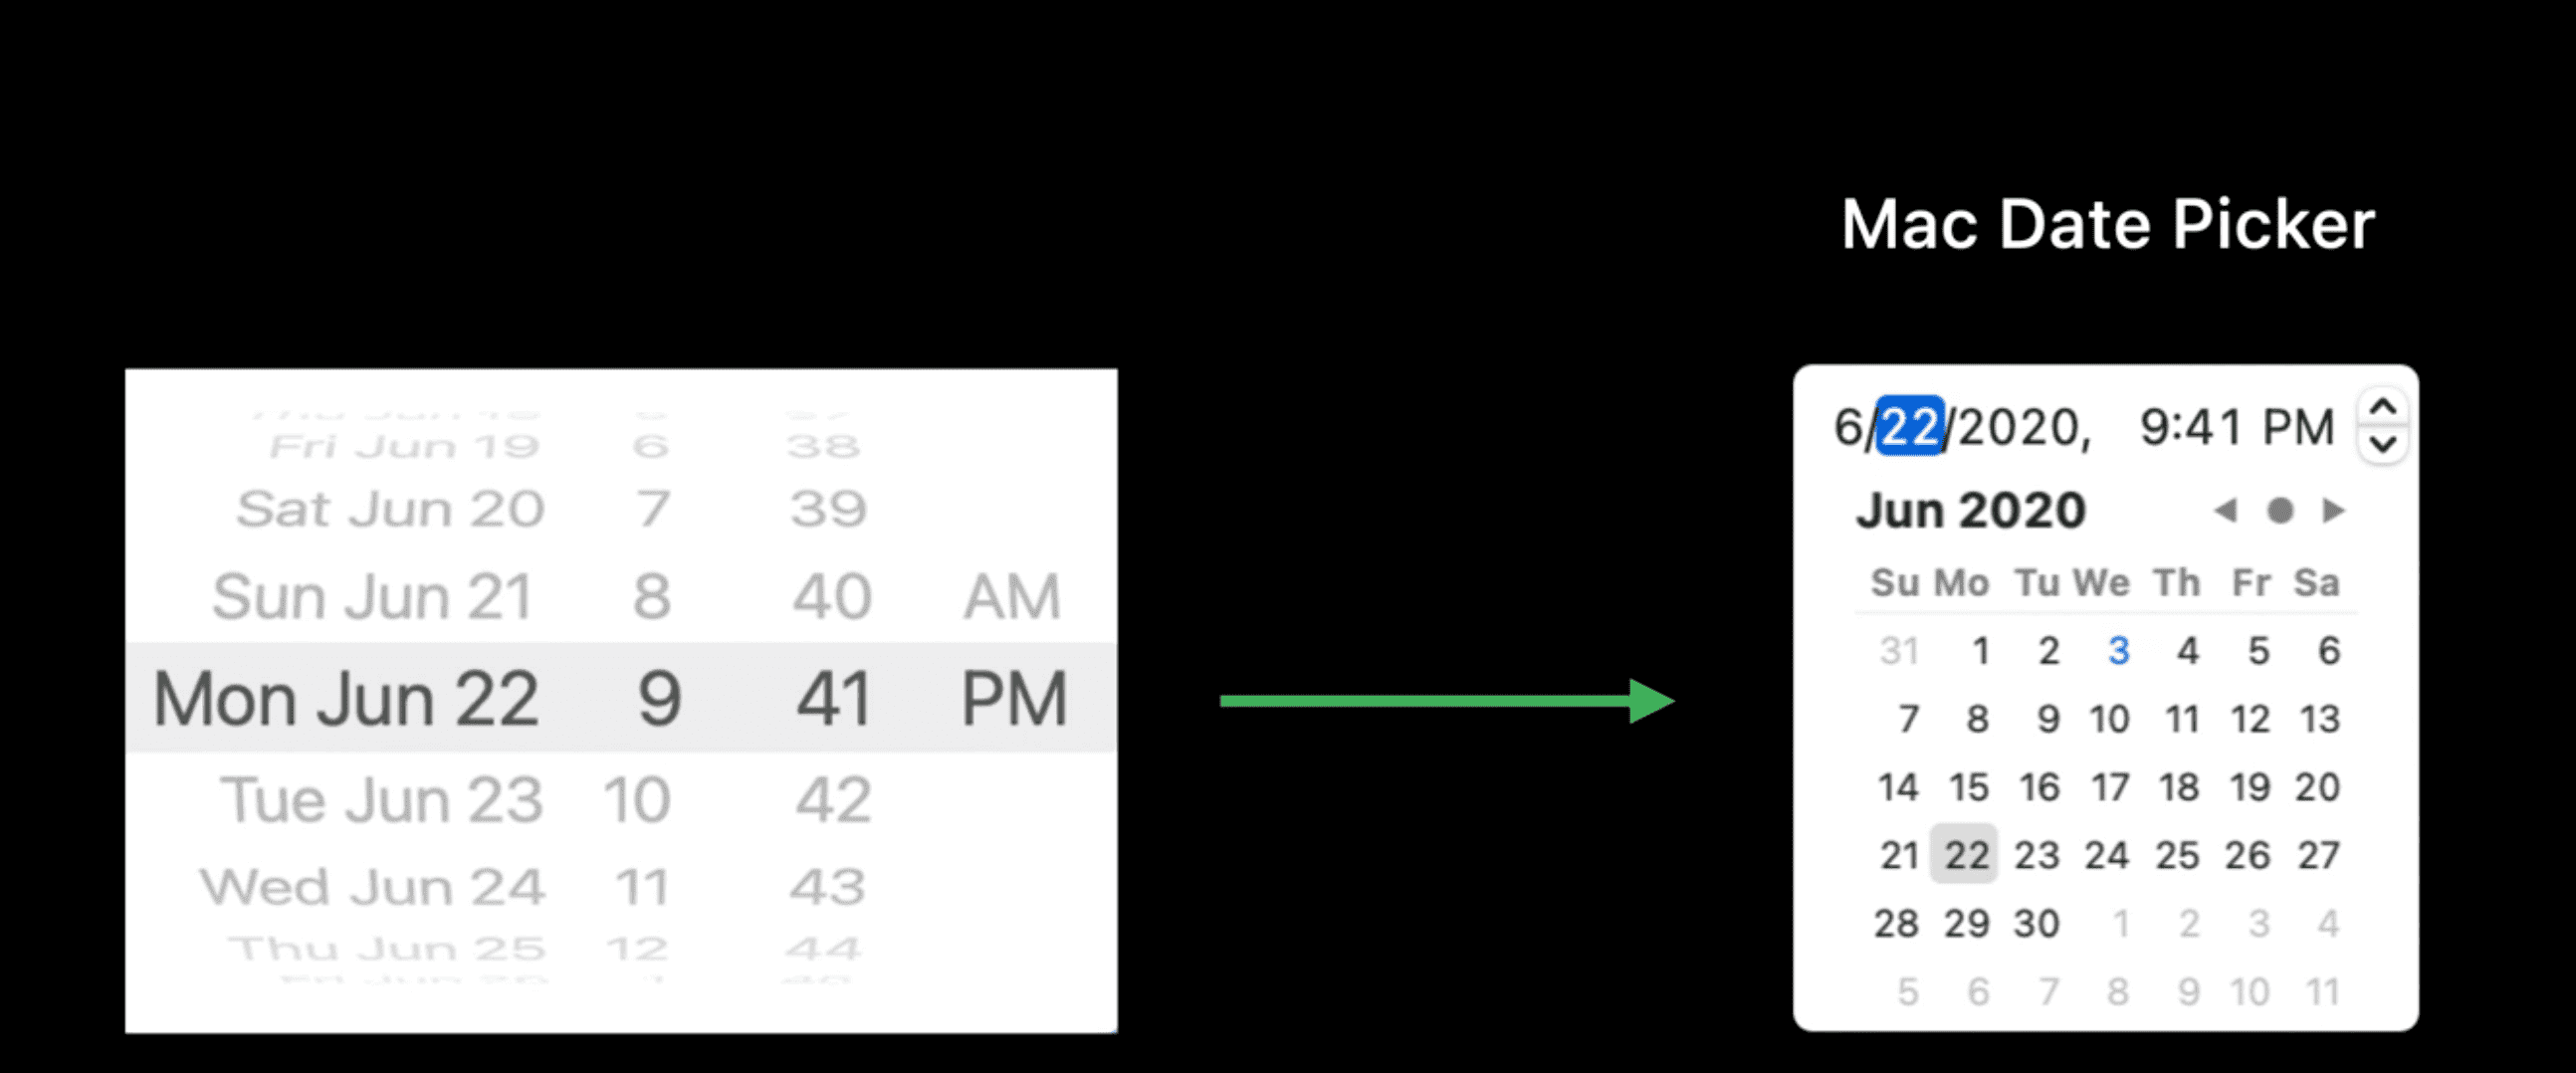 Mac Date Picker
Fri Jun 19 6 38
Sat Jun 20 7 39
Sun Jun 21 8 40 AM
Mon Jun 22 9 41 PM
Tue Jun 23 10 42
Wed Jun 24 11 43
Thu Jun 25 12 44
6/22/2020, 9:41 PM
Jun 2020
Su Mo Tu We Th Fr Sa
31 1 2 3 4 5 6
7 8 9 10 11 12 13
14 15 16 17 18 19 20
21 22 23 24 25 26 27
28 29 30 1 2 3 4
5 6 7 8 9 10 11